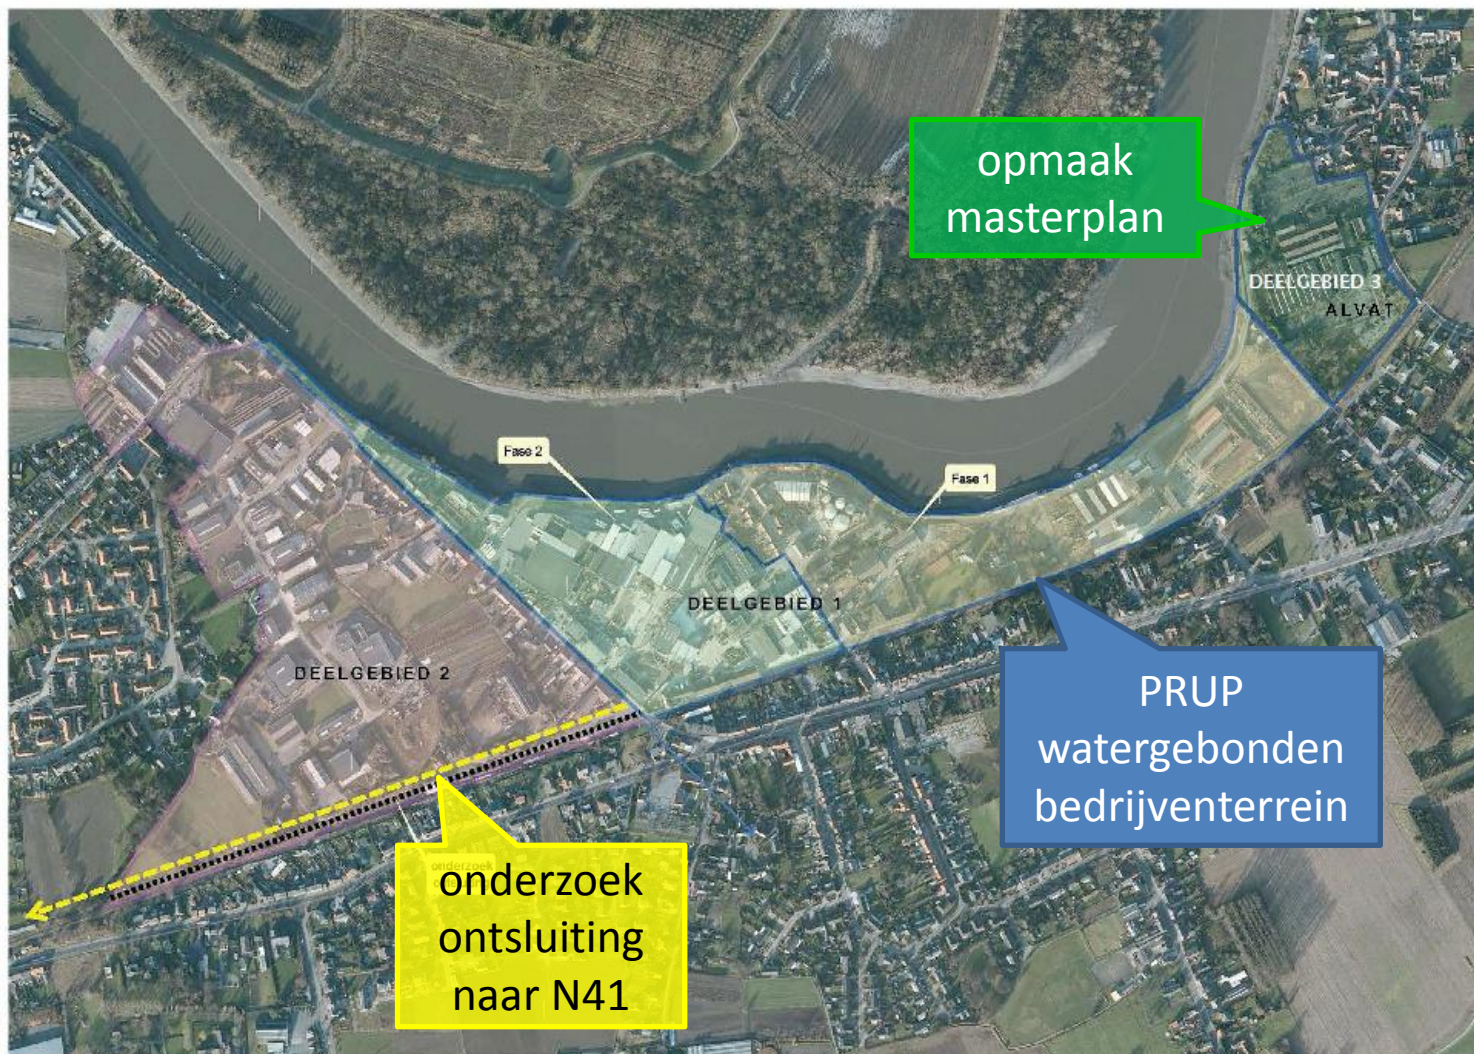 opmaak
masterplan
DEELGEBIED 3
ALVAT
Fase 2
Fase 1
DEELGEBIED 1
DEELGEBIED 2
PRUP
watergebonden
bedrijventerrein
onderzoek
onderzoek
ontsluiting
naar N41